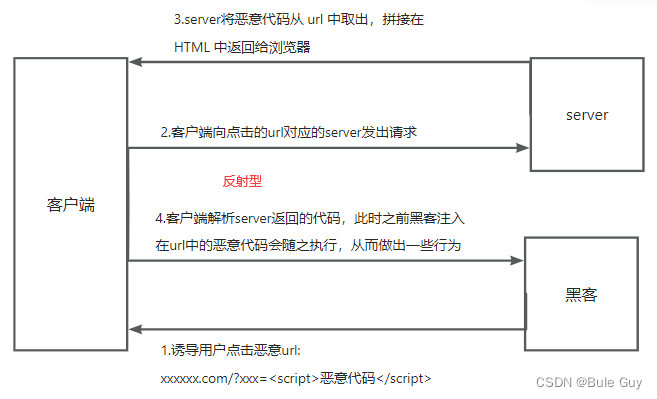 3.server将恶意代码从 url 中取出，拼接在
HTML 中返回给浏览器
server
2.客户端向点击的url对应的server发出请求
反射型
客户端
4.客户端解析server返回的代码，此时之前黑客注入
在url中的恶意代码会随之执行，从而做出一些行为
黑客
1.诱导用户点击恶意url:
xxxxxx.com/?xxx=<script>恶意代码</script>
CSDN @Bule Guy